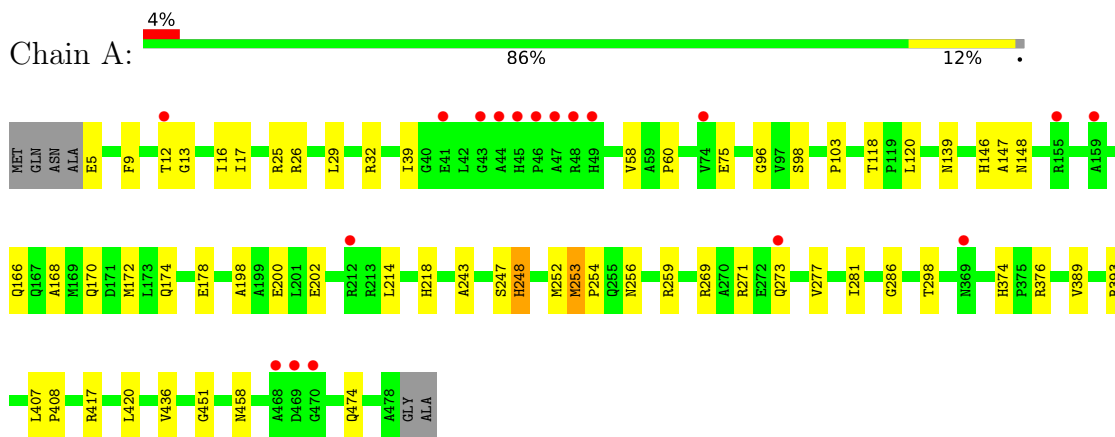 4%
Chain A:
86% 12% •
MET GLN ASN ALA E5 F9 T12 G13 I16 I17 R25 R26 L29 R32 I39 G40 E41 L42 G43 A44 H45 P46 A47 R48 H49 V58 A59 P60 V74 E75 G96 V97 S98 P103 T118 P119 L120 N139 H146 A147 N148 R155 A159
Q166 Q167 A168 M169 Q170 D171 M172 L173 Q174 E178 A198 A199 E200 L201 E202 R212 R213 L214 H218 A243 S247 H248 M252 M253 P254 Q255 N256 R259 R269 A270 R271 E272 Q273 V277 I281 G286 T298 N369 H374 P375 R376 V389 R393
L407 P408 R417 L420 V436 G451 N458 A468 D469 G470 Q474 A478 GLY ALA